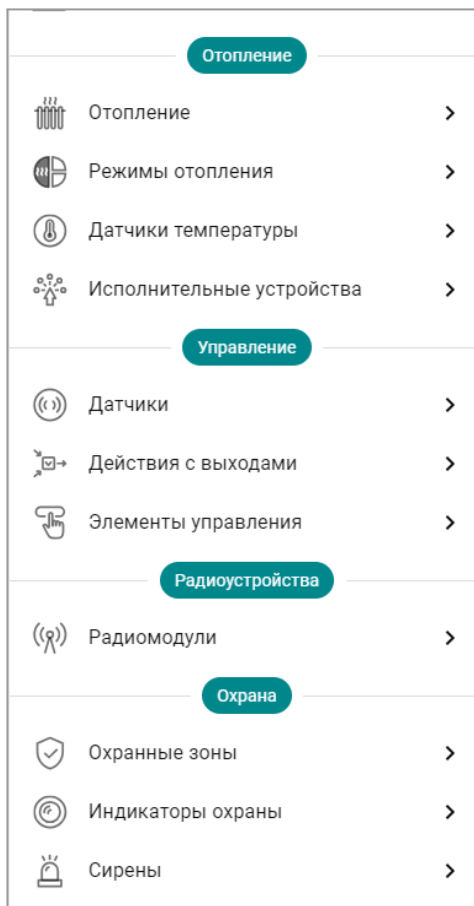 Отопление
Отопление
Режимы отопления
Датчики температуры
Исполнительные устройства
Управление
Датчики
Действия с выходами
Элементы управления
Радиоустройства
Радиомодули
Охрана
Охранные зоны
Индикаторы охраны
Сирены